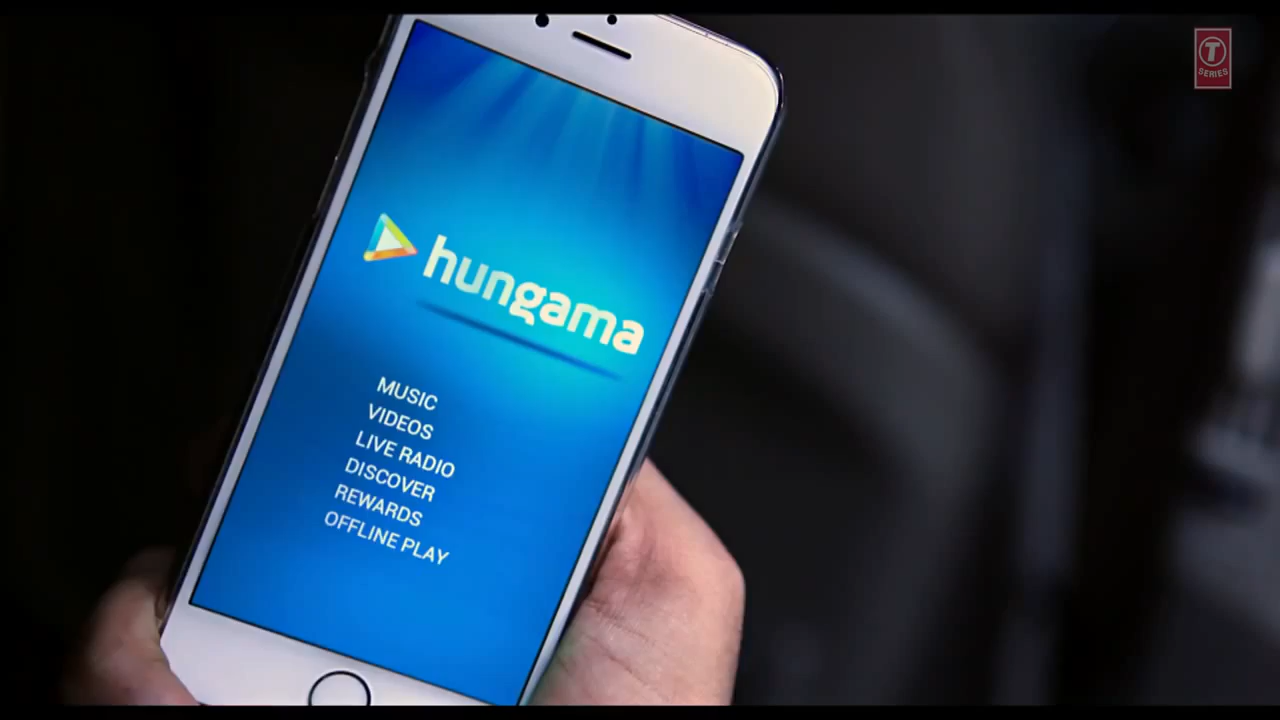 T
SERIES
hungama
MUSIC
VIDEOS
LIVE RADIO
DISCOVER
REWARDS
OFFLINE PLAY